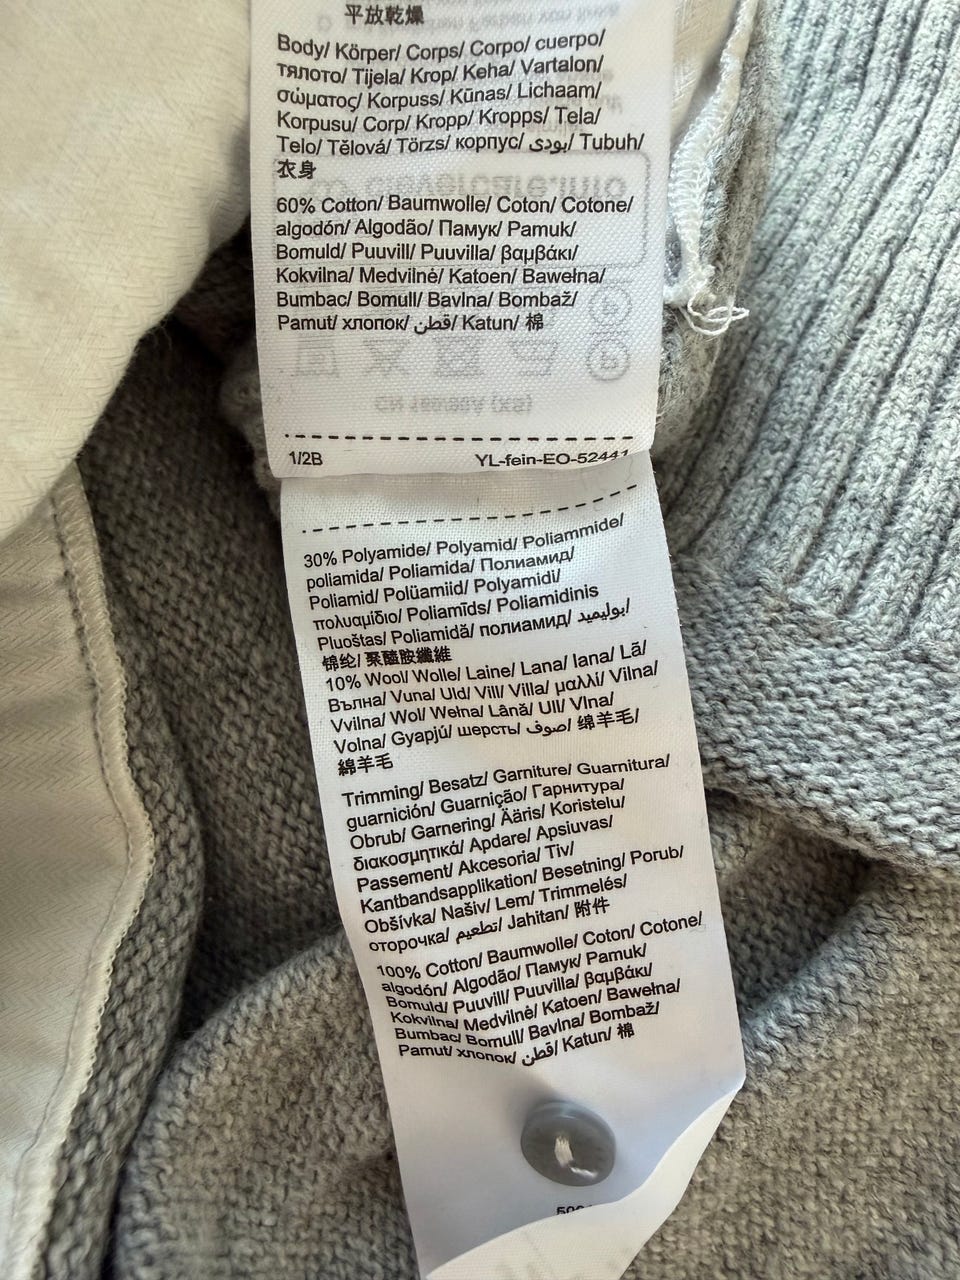 平放乾燥
Body/ Körper/ Corps/ Corpo/ cuerpo/
тялото/ Tijela/ Krop/ Keha/ Vartalon/
σώματος/ Korpuss/ Kūnas/ Lichaam/
Korpusu/ Corp/ Kropp/ Kropps/ Tela/
Telo/ Tělová/ Törzs/ корпус/ بودي/ Tubuh/
衣身
60% Cotton/ Baumwolle/ Coton/ Cotone/
algodón/ Algodão/ Памук/ Pamuk/
Bomuld/ Puuvill/ Puuvilla/ βαμβάκι/
Kokvilna/ Medvilnė/ Katoen/ Bawełna/
Bumbac/ Bomull/ Bavlna/ Bombaž/
Pamut/ хлопок/ قطن/ Katun/ 棉
CN 160/80A (XS)
1/2B YL-fein-EO-52441
30% Polyamide/ Polyamid/ Poliammide/
poliamida/ Poliamida/ Полиамид/
Poliamid/ Polüamiid/ Polyamidi/
πολυαμίδιο/ Poliamīds/ Poliamidinis
Pluoštas/ Poliamidă/ полиамид/ بوليميد/
锦纶/ 聚醯胺纖維
10% Wool/ Wolle/ Laine/ Lana/ lana/ Lã/
Вълна/ Vuna/ Uld/ Vill/ Villa/ μαλλί/ Vilna/
Vvilna/ Wol/ Wełna/ Lână/ Ull/ Vlna/
Volna/ Gyapjú/ шерсть/ صوف/ 绵羊毛/
綿羊毛
Trimming/ Besatz/ Garniture/ Guarnitura/
guarnición/ Guarnição/ Гарнитура/
Obrub/ Garnering/ Ääris/ Koristelu/
διακοσμητικά/ Apdare/ Apsiuvas/
Passement/ Akcesoria/ Tiv/
Kantbandsapplikation/ Besetning/ Porub/
Obšívka/ Našiv/ Lem/ Trimmelés/
оторочка/ تطعيم/ Jahitan/ 附件
100% Cotton/ Baumwolle/ Coton/ Cotone/
algodón/ Algodão/ Памук/ Pamuk/
Bomuld/ Puuvill/ Puuvilla/ βαμβάκι/
Kokvilna/ Medvilnė/ Katoen/ Bawełna/
Bumbac/ Bomull/ Bavlna/ Bombaž/
Pamut/ хлопок/ قطن/ Katun/ 棉